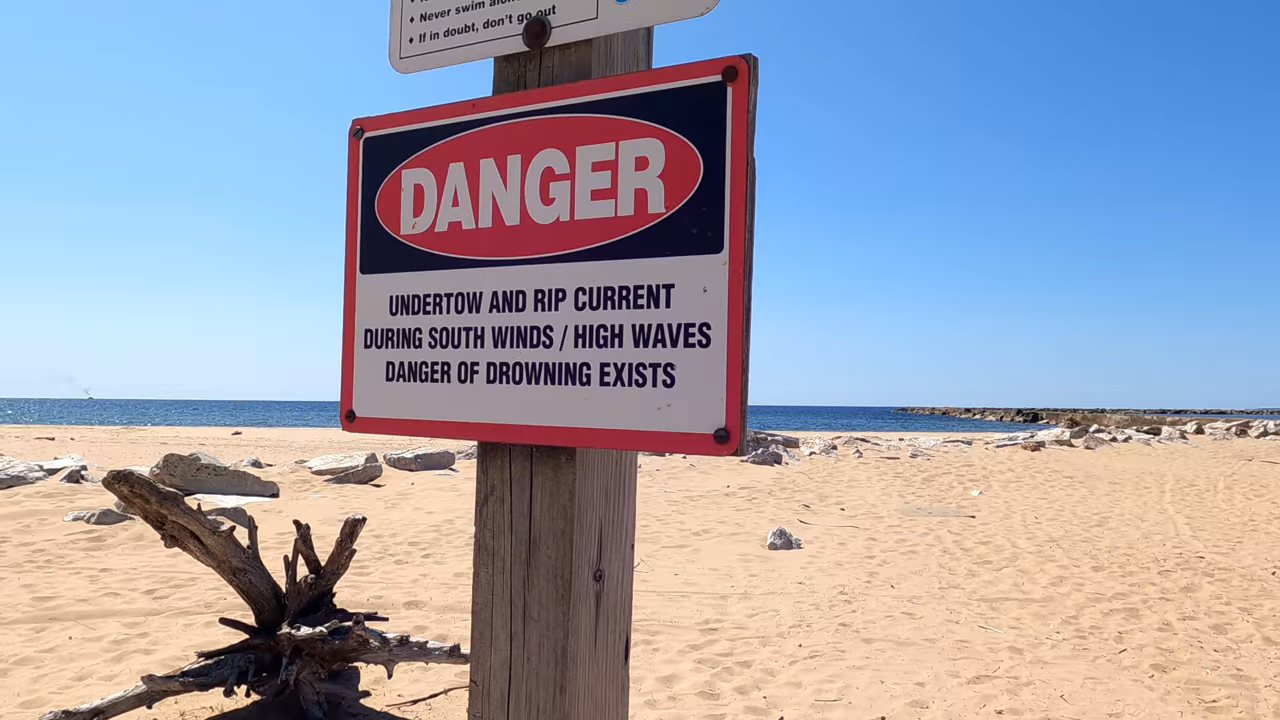 ♦ Never swim alone
♦ If in doubt, don't go out
DANGER
UNDERTOW AND RIP CURRENT
DURING SOUTH WINDS / HIGH WAVES
DANGER OF DROWNING EXISTS